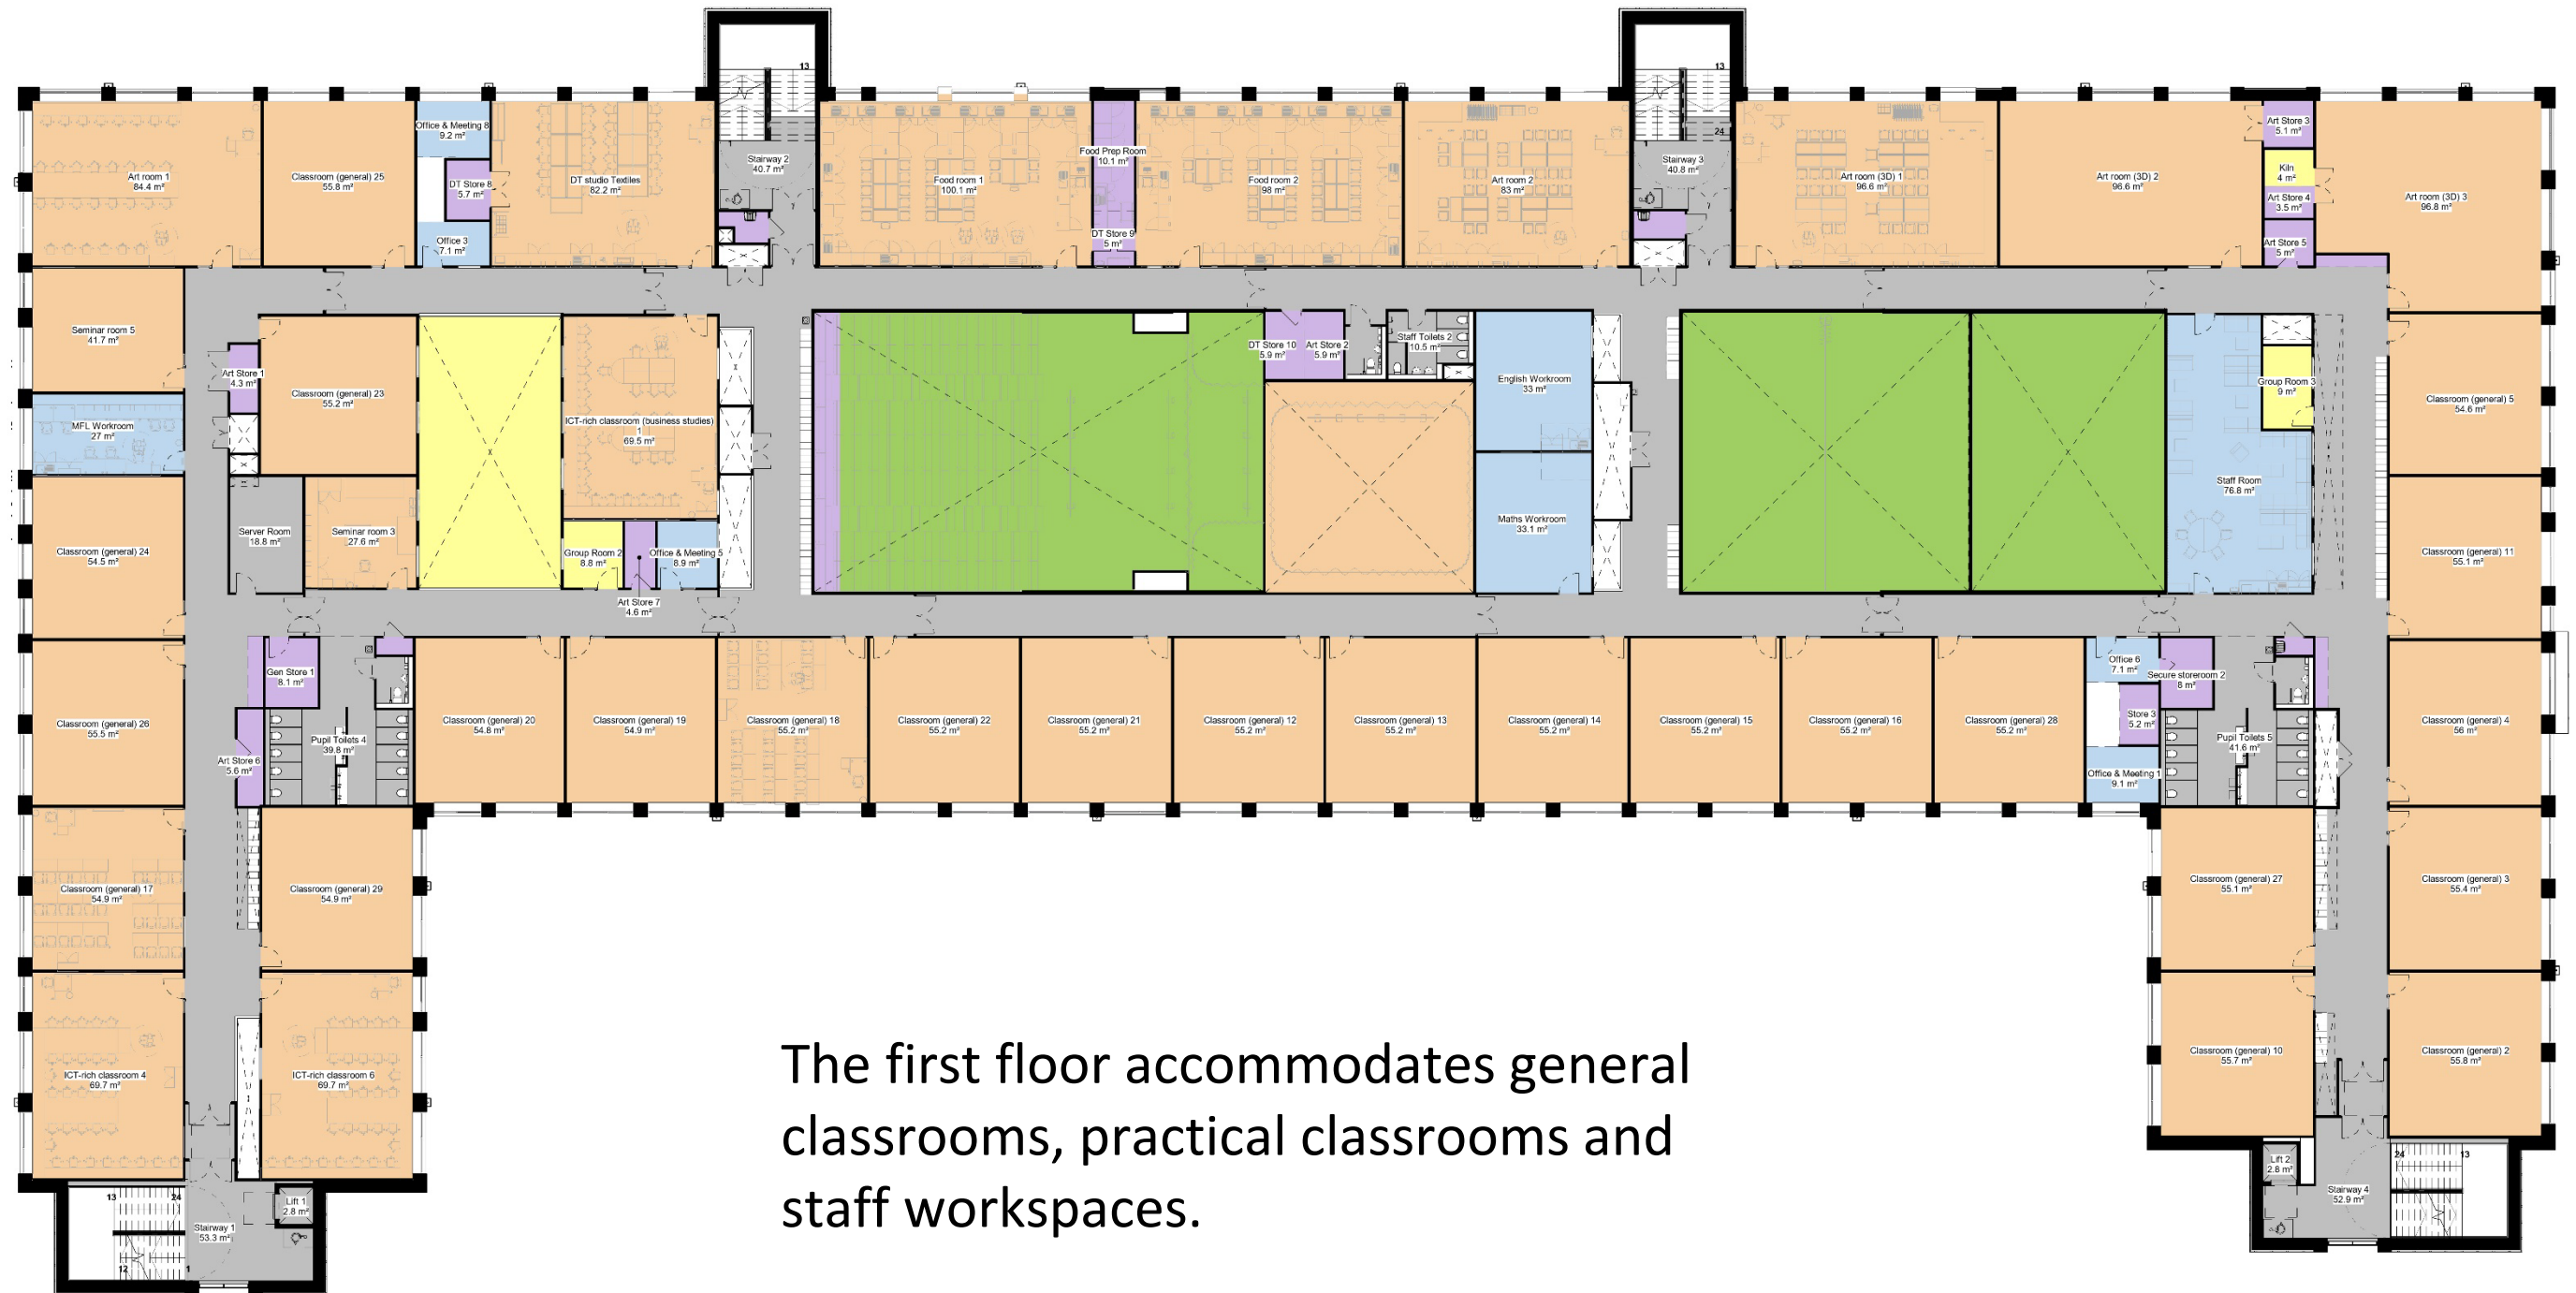 13
13
24
Art room 1
84.4 m²
Classroom (general) 25
55.8 m²
Office & Meeting 8
9.2 m²
DT Store 8
5.7 m²
Office 3
7.1 m²
DT studio Textiles
82.2 m²
Stairway 2
40.7 m²
Food room 1
100.1 m²
Food Prep Room
10.1 m²
DT Store 9
5 m²
Food room 2
98 m²
Art room 2
83 m²
Stairway 3
40.8 m²
Art room (3D) 1
96.6 m²
Art room (3D) 2
96.6 m²
Art Store 3
5.1 m²
Kiln
4 m²
Art Store 4
3.5 m²
Art Store 5
5 m²
Art room (3D) 3
96.8 m²
Seminar room 5
41.7 m²
Art Store 1
4.3 m²
Classroom (general) 23
55.2 m²
ICT-rich classroom (business studies)
1
69.5 m²
DT Store 10
5.9 m²
Art Store 2
5.9 m²
Staff Toilets 2
10.5 m²
English Workroom
33 m²
Group Room 3
9 m²
Classroom (general) 5
54.6 m²
MFL Workroom
27 m²
Staff Room
76.8 m²
Classroom (general) 24
54.5 m²
Server Room
18.8 m²
Seminar room 3
27.6 m²
Group Room 2
8.8 m²
Office & Meeting 5
8.9 m²
Art Store 7
4.6 m²
Maths Workroom
33.1 m²
Classroom (general) 11
55.1 m²
Gen Store 1
8.1 m²
Classroom (general) 26
55.5 m²
Art Store 6
5.6 m²
Pupil Toilets 4
39.8 m²
Classroom (general) 20
54.8 m²
Classroom (general) 19
54.9 m²
Classroom (general) 18
55.2 m²
Classroom (general) 22
55.2 m²
Classroom (general) 21
55.2 m²
Classroom (general) 12
55.2 m²
Classroom (general) 13
55.2 m²
Classroom (general) 14
55.2 m²
Classroom (general) 15
55.2 m²
Classroom (general) 16
55.2 m²
Classroom (general) 28
55.2 m²
Office 6
7.1 m²
Secure storeroom 2
8 m²
Store 3
5.2 m²
Office & Meeting 1
9.1 m²
Pupil Toilets 5
41.6 m²
Classroom (general) 4
56 m²
Classroom (general) 17
54.9 m²
Classroom (general) 29
54.9 m²
Classroom (general) 27
55.1 m²
Classroom (general) 3
55.4 m²
ICT-rich classroom 4
69.7 m²
ICT-rich classroom 6
69.7 m²
Classroom (general) 10
55.7 m²
Classroom (general) 2
55.8 m²
The first floor accommodates general
classrooms, practical classrooms and
staff workspaces.
13
24
Lift 1
2.8 m²
Stairway 1
53.3 m²
12
1
Lift 2
2.8 m²
Stairway 4
52.9 m²
24
13